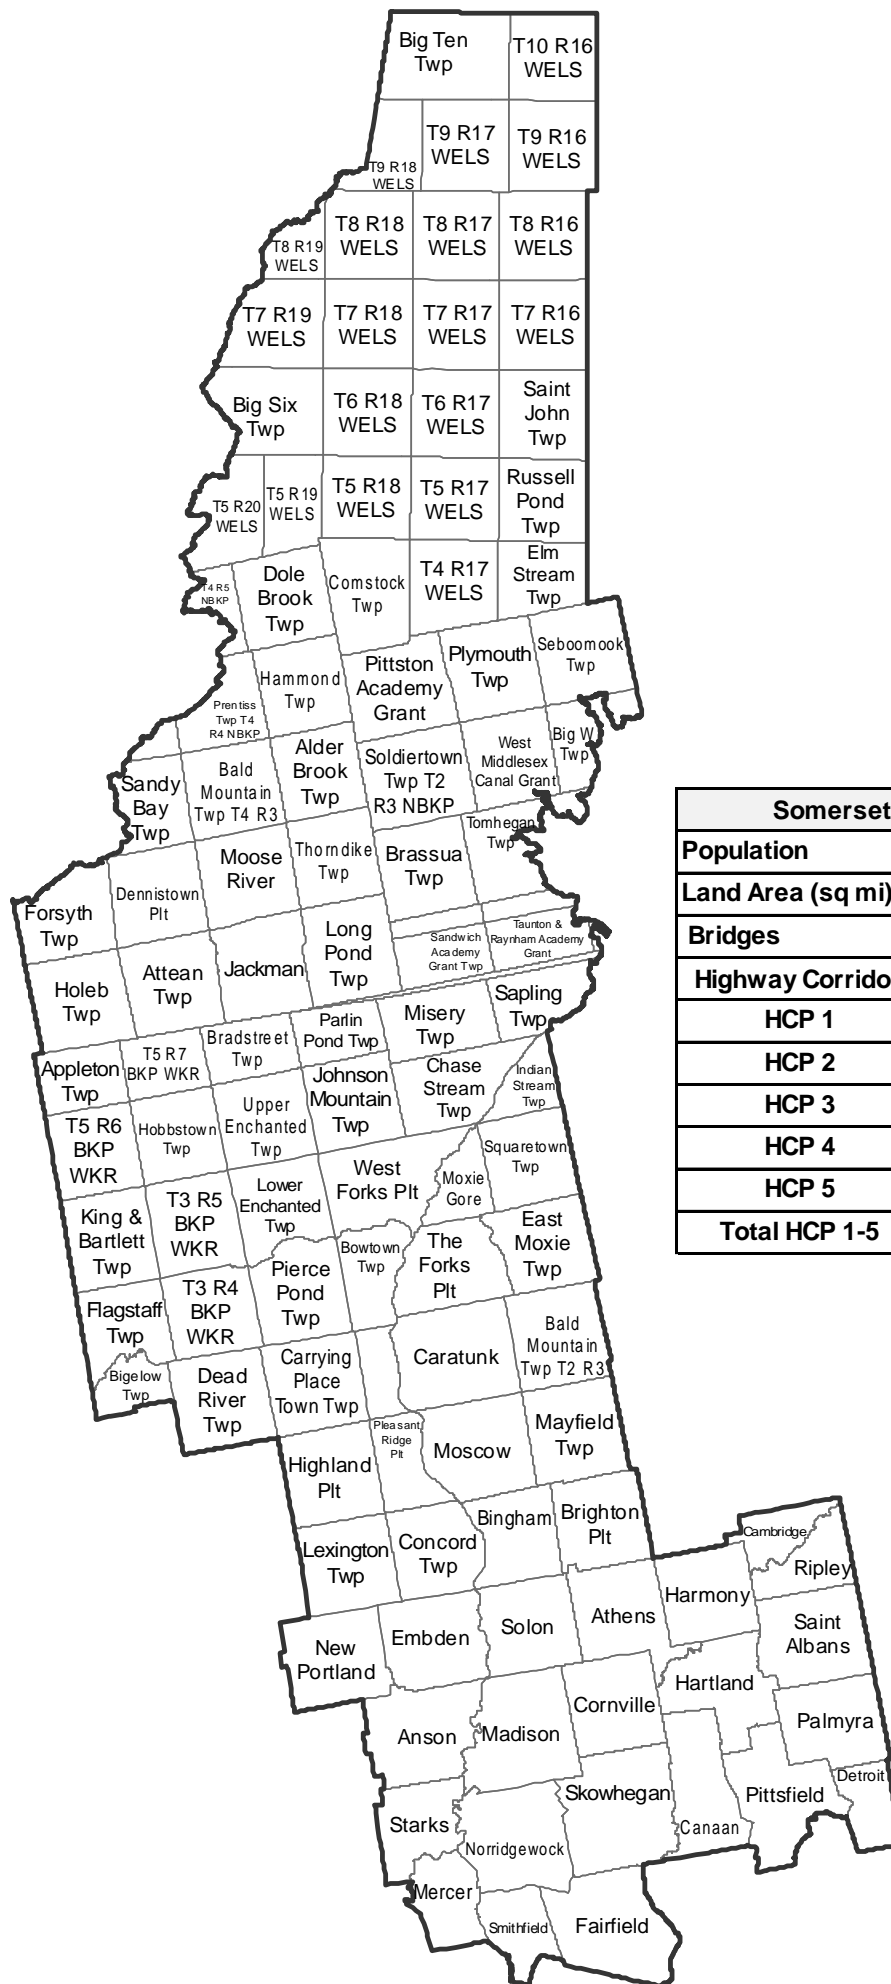 Big Ten
Twp
T10 R16
WELS
T9 R18
WELS
T9 R17
WELS
T9 R16
WELS
T8 R19
WELS
T8 R18
WELS
T8 R17
WELS
T8 R16
WELS
T7 R19
WELS
T7 R18
WELS
T7 R17
WELS
T7 R16
WELS
Big Six
Twp
T6 R18
WELS
T6 R17
WELS
Saint
John
Twp
T5 R20
WELS
T5 R19
WELS
T5 R18
WELS
T5 R17
WELS
Russell
Pond
Twp
T4 R5
NBKP
Dole
Brook
Twp
Comstock
Twp
T4 R17
WELS
Elm
Stream
Twp
Prentiss
Twp T4
R4 NBKP
Hammond
Twp
Pittston
Academy
Grant
Plymouth
Twp
Seboomook
Twp
Sandy
Bay
Twp
Bald
Mountain
Twp T4 R3
Alder
Brook
Twp
Soldiertown
Twp T2
R3 NBKP
West
Middlesex
Canal Grant
Big W
Twp
Forsyth
Twp
Dennistown
Plt
Moose
River
Thorndike
Twp
Brassua
Twp
Tomhegan
Twp
Holeb
Twp
Attean
Twp
Jackman
Long
Pond
Twp
Sandwich
Academy
Grant Twp
Taunton &
Raynham Academy
Grant
Appleton
Twp
T5 R7
BKP WKR
Bradstreet
Twp
Parlin
Pond Twp
Misery
Twp
Sapling
Twp
T5 R6
BKP
WKR
Hobbstown
Twp
Upper
Enchanted
Twp
Johnson
Mountain
Twp
Chase
Stream
Twp
Indian
Stream
Twp
King &
Bartlett
Twp
T3 R5
BKP
WKR
Lower
Enchanted
Twp
West
Forks Plt
Moxie
Gore
Squaretown
Twp
Flagstaff
Twp
T3 R4
BKP
WKR
Pierce
Pond
Twp
Bowtown
Twp
The
Forks
Plt
East
Moxie
Twp
Bigelow
Twp
Dead
River
Twp
Carrying
Place
Town Twp
Caratunk
Bald
Mountain
Twp T2 R3
Highland
Plt
Pleasant
Ridge
Plt
Moscow
Mayfield
Twp
Lexington
Twp
Concord
Twp
Bingham
Brighton
Plt
Cambridge
Ripley
New
Portland
Embden
Solon
Athens
Harmony
Saint
Albans
Anson
Madison
Cornville
Hartland
Palmyra
Starks
Norridgewock
Skowhegan
Canaan
Pittsfield
Detroit
Mercer
Smithfield
Fairfield
Somerset
Population
Land Area (sq mi)
Bridges
Highway Corrido
HCP 1
HCP 2
HCP 3
HCP 4
HCP 5
Total HCP 1-5